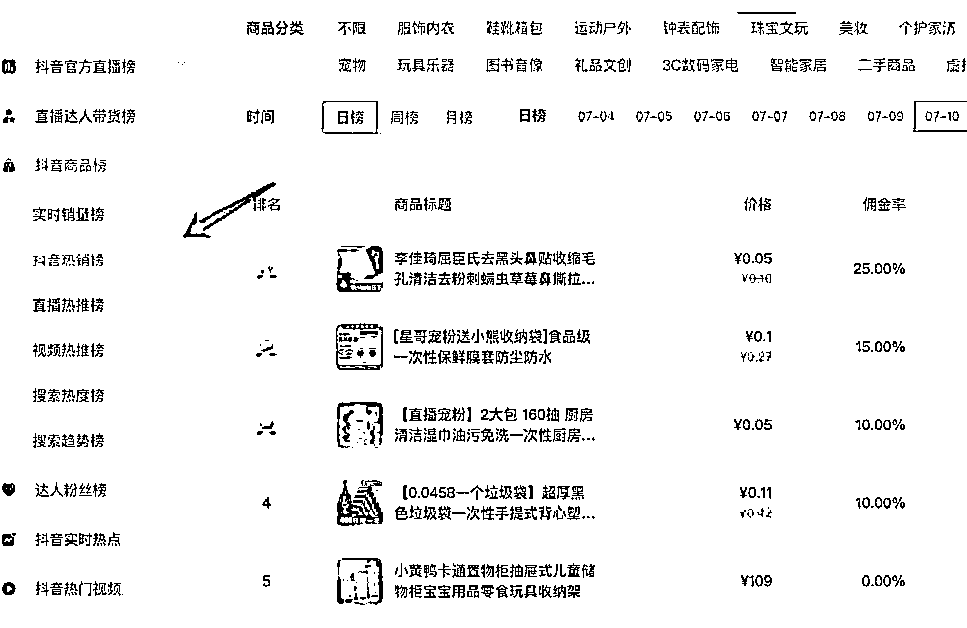 商品分类 不限 服饰内衣 鞋靴箱包 运动户外 钟表配饰 珠宝文玩 美妆 个护家清
宠物 玩具乐器 图书音像 礼品文创 3C数码家电 智能家居 二手商品
时间 日榜 周榜 月榜 日榜 07-04 07-05 07-06 07-07 07-08 07-09 07-10
抖音官方直播榜
直播达人带货榜
抖音商品榜
实时销量榜
抖音热销榜
直播热推榜
视频热推榜
搜索热度榜
搜索趋势榜
达人粉丝榜
抖音实时热点
抖音热门视频
排名 商品标题 价格 佣金率
李佳琦屈臣氏去黑头鼻贴收缩毛
孔清洁去粉刺螨虫草莓鼻撕拉...
¥0.05
¥0.10
25.00%
[星哥宠粉送小熊收纳袋]食品级
一次性保鲜膜套防尘防水
¥0.1
¥0.27
15.00%
【直播宠粉】2大包 160抽 厨房
清洁湿巾油污免洗一次性厨房...
¥0.05
10.00%
4
【0.0458一个垃圾袋】超厚黑
色垃圾袋一次性手提式背心塑...
¥0.11
¥0.42
10.00%
5
小黄鸭卡通置物柜抽屉式儿童储
物柜宝宝用品零食玩具收纳架
¥109
0.00%